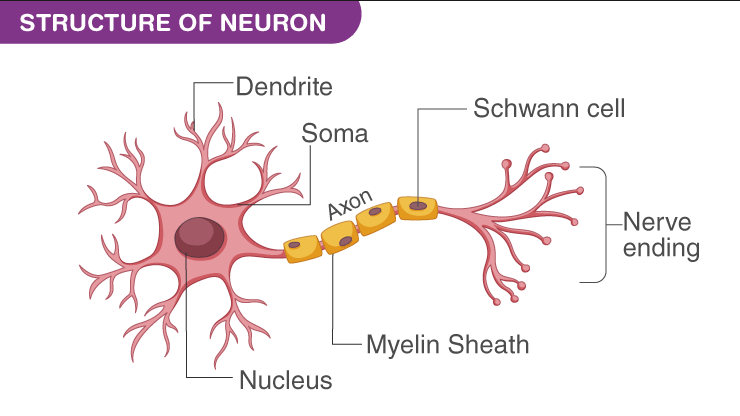 STRUCTURE OF NEURON
Dendrite
Schwann cell
Soma
Axon
Nerve
ending
Myelin Sheath
Nucleus